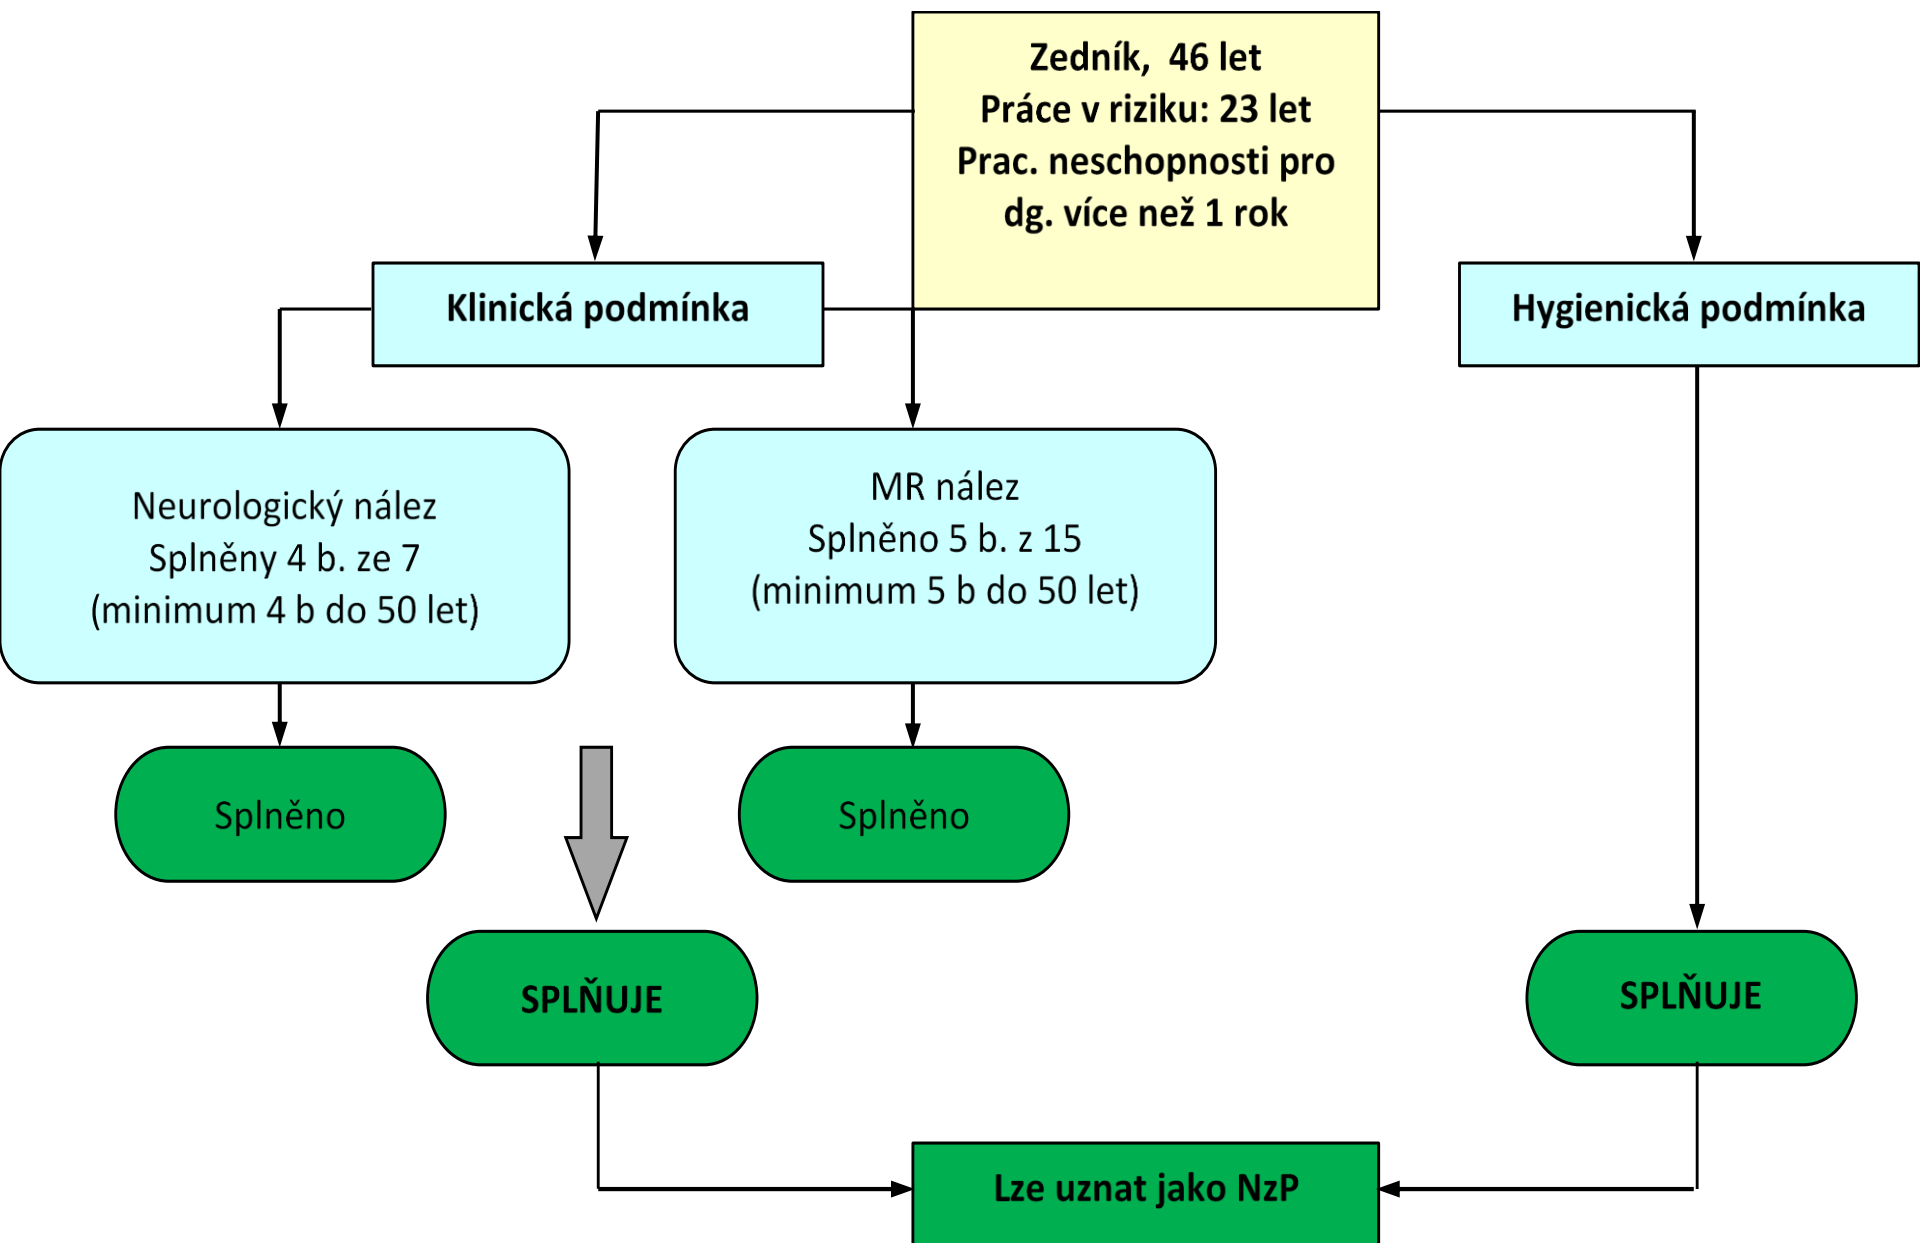 Zedník, 46 let
Práce v riziku: 23 let
Prac. neschopnosti pro
dg. více než 1 rok
Klinická podmínka
Hygienická podmínka
Neurologický nález
Splněny 4 b. ze 7
(minimum 4 b do 50 let)
MR nález
Splněno 5 b. z 15
(minimum 5 b do 50 let)
Splněno
Splněno
SPLŇUJE
SPLŇUJE
Lze uznat jako NzP